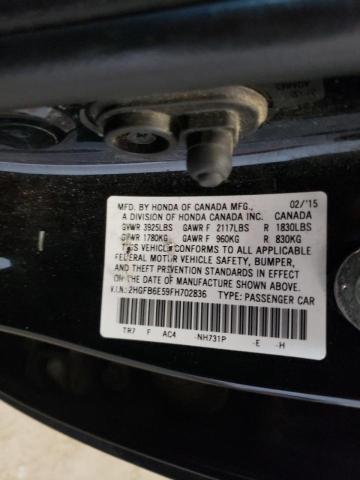 MFD. BY HONDA OF CANADA MFG., 02/'15
A DIVISION OF HONDA CANADA INC. CANADA
GVWR 3925LBS GAWR F 2117LBS R 1830LBS
GVWR 1780KG GAWR F 960KG R 830KG
THIS VEHICLE CONFORMS TO ALL APPLICABLE
FEDERAL MOTOR VEHICLE SAFETY, BUMPER,
AND THEFT PREVENTION STANDARDS IN EFFECT
ON THE DATE OF MANUFACTURE SHOWN ABOVE.
V.I.N.: 2HGFB6E59FH702836 TYPE: PASSENGER CAR
TR7 F AC4 -NH731P -E -H